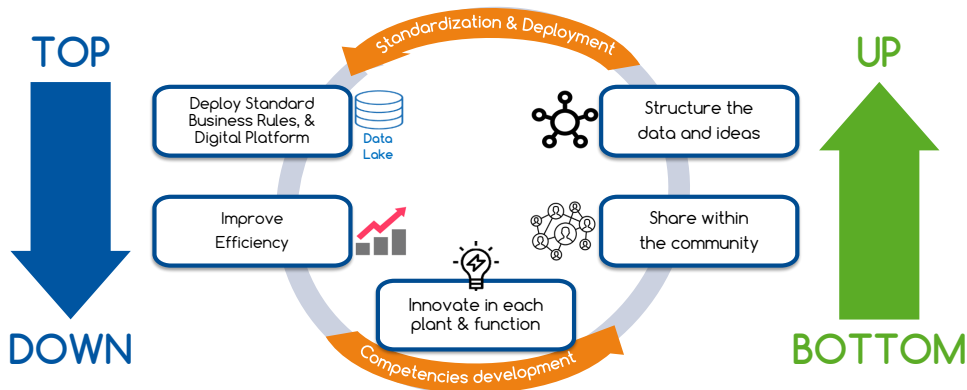 Standardization & Deployment
TOP
UP
Deploy Standard
Business Rules, &
Digital Platform
Data
Lake
Structure the
data and ideas
Improve
Efficiency
Share within
the community
Innovate in each
plant & function
DOWN
BOTTOM
Competencies development